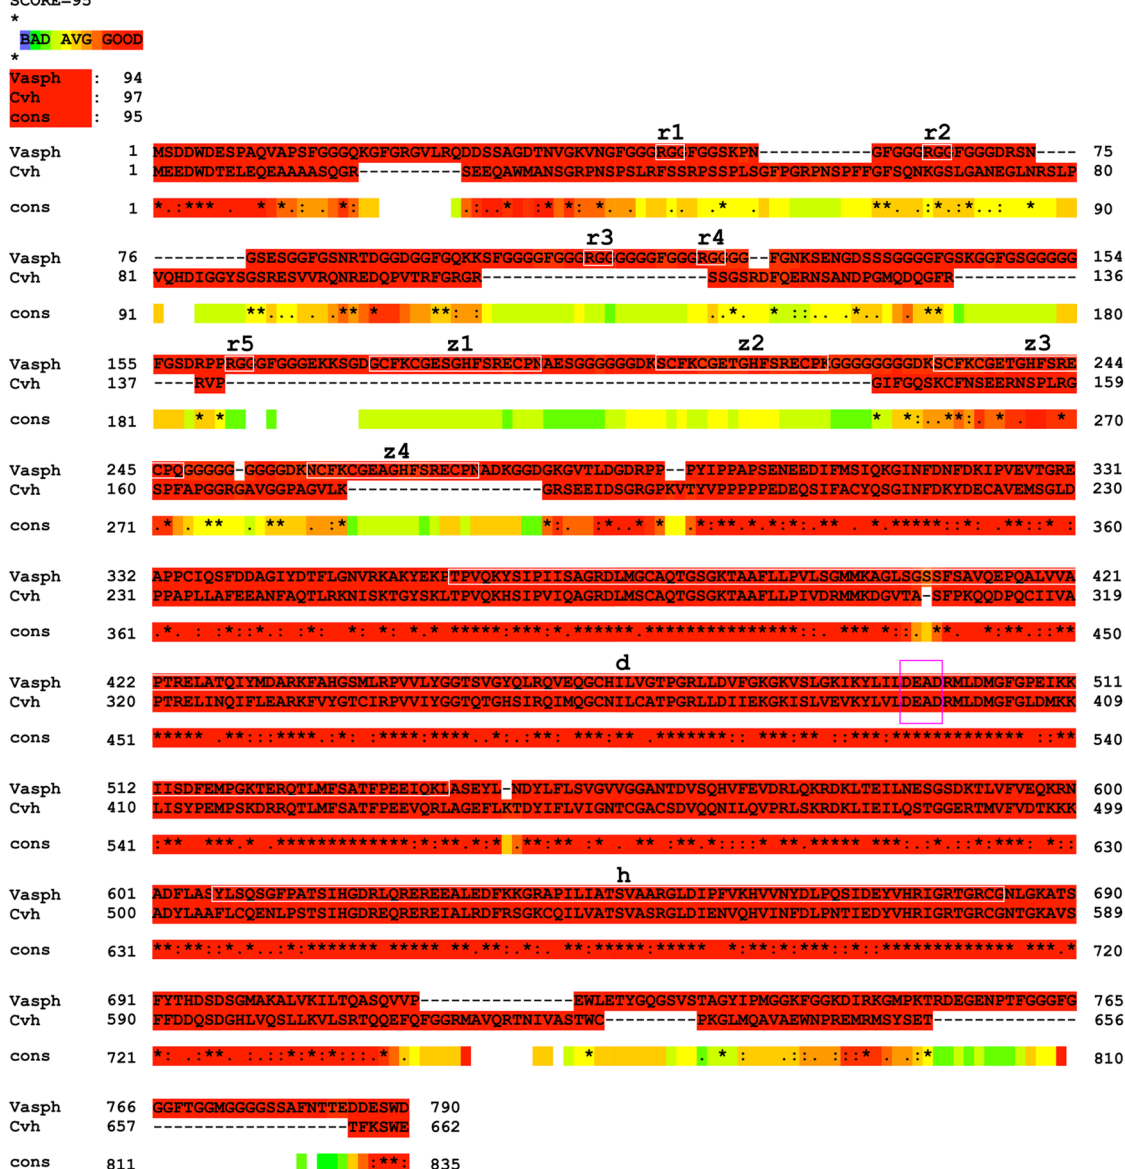 SCORE=95
*
BAD AVG GOOD
*
Vasph : 94
Cvh : 97
cons : 95
r1 r2
Vasph 1 MSDDWDESPAQVAPSFGGGQKGFGRGVLRQDDSSAGDTNVGKVNGFGGGRGGFGGSKPN-----------GFGGGRGGFGGGDRSN---- 75
Cvh 1 MEEDWDTELEQEAAAASQGR----------SEEQAWMANSGRPNSPSLRFSSRPSSPLSGFPGRPNSPFFGFSQNKGSLGANEGLNRSLP 80
cons 1 *.:*** . *.*.: .*: .:..* .*:*.:*. . .. .* . **. .:*.*..: * 90
r3 r4
Vasph 76 ---------GSESGGFGSNRTDGGDGGFGQKKSFGGGGFGGGRGGGGGGFGGGRGGGG--FGNKSENGDSSSGGGGFGSKGGFGSGGGGG 154
Cvh 81 VQHDIGGYSGSRESVVRQNREDQPVTRFGRGR----------------------SSGSRDFQERNSANDPGMQDQGFR------------ 136
cons 91 **.. . .** * **: : ..*. * ::.. .* . .** 180
r5 z1 z2 z3
Vasph 155 FGSDRPPRGGGFGGGEKKSGDGCFKCGESGHFSRECPNAESGGGGGGGDKSCFKCGETGHFSRECPKGGGGGGGGDKSCFKCGETGHFSRE 244
Cvh 137 ----RVP---------------------------------------------------------------GIFGQSKCFNSEERNSPLRG 159
cons 181 * * * *:..**: . * . * 270
z4
Vasph 245 CPQGGGGG-GGGGDKNCFKCGEAGHFSRECPNADKGGDGKGVTLDGDRPP--PYIPPAPSENEEDIFMSIQKGINFDNFDKIPVEVTGRE 331
Cvh 160 SPFAPGGRGAVGGPAGVLK-------------------GRSEEIDSGRGPKVTYVPPPPPEDEQSIFACYQSGINFDKYDECAVEMSGLD 230
cons 271 .* . ** . ** . :* *:. :*..* * .*:**.*.*:*:.** . *.*****::*: .**::* : 360
Vasph 332 APPCIQSFDDAGIYDTFLGNVRKAKYEKPTPVQKYSIPIISAGRDLMGCAQTGSGKTAAFLLPVLSGMMKAGLSGSSFSAVQEPQALVVA 421
Cvh 231 PPPAPLLAFEEANFAQTLRKNISKTGYSKLTPVQKHSIPVIQAGRDLMSCAQTGSGKTAAFLLPIVDRMMKDGVTA-SFPKQQDPQCIIVA 319
cons 361 450
d
Vasph 422 PTRELATQIYMDARKFAHGSMLRPVVLYGGTSVGYQLRQVEQGCHILVGTPGRLLDVFGKGKVSLGKIKYLILDEADRMLDMGFGPEIKK 511
Cvh 320 PTRELINQIFLEARKFVYGTCIRPVVIYGGTQTGHSIRQIMQGCNILCATPGRLLDIIEKGKISLVEVKYLVLDEADRMLDMGFGLDMKK 409
cons 451 540
Vasph 512 IISDFEMPGKTERQTLMFSATFPEEIQKLASEYL-NDYLFLSVGVVGGANTDVSQHVFEVDRLQKRDKLTEILNESGSDKTLVFVEQKRN 600
Cvh 410 LISYPEMPSKDRRQTLMFSATFPEEVQRLAGEFLKTDYIFLVIGNTCGACSDVQQNILQVPRLSKRDKLIEILQSTGGERTMVFVDTKKK 499
cons 541 630
h
Vasph 601 ADFLASYLSQSGFPATSIHGDRLQREREEALEDFKKGRAPILIATSVAARGLDIPFVKHVVNYDLPQSIDEYVHRIGRTGRCGNLGKATS 690
Cvh 500 ADYLAAFLCQENLPSTSIHGDREQREREIALRDFRSGKCQILVATSVASRGLDIENVQHVINFDLPNTIEDYVHRIGRTGRCGNTGKAVS 589
cons 631 720
Vasph 691 FYTHDSDSGMAKALVKILTQASQVVP---------------EWLETYGQGSVSTAGYIPMGGKFGGKDIRKGMPKTRDEGENPTFGGGFG 765
Cvh 590 FFDDQSDGHLVQSLLKVLSRTQQEFQFGGRMAVQRTNIVASTWC---------PKGLMQAVAEWNPREMRMSYSET-------------- 656
cons 721 810
Vasph 766 GGFTGGMGGGGSSAFNTTEDDESWD 790
Cvh 657 -------------------TFKSWE 662
cons 811 :**: 835